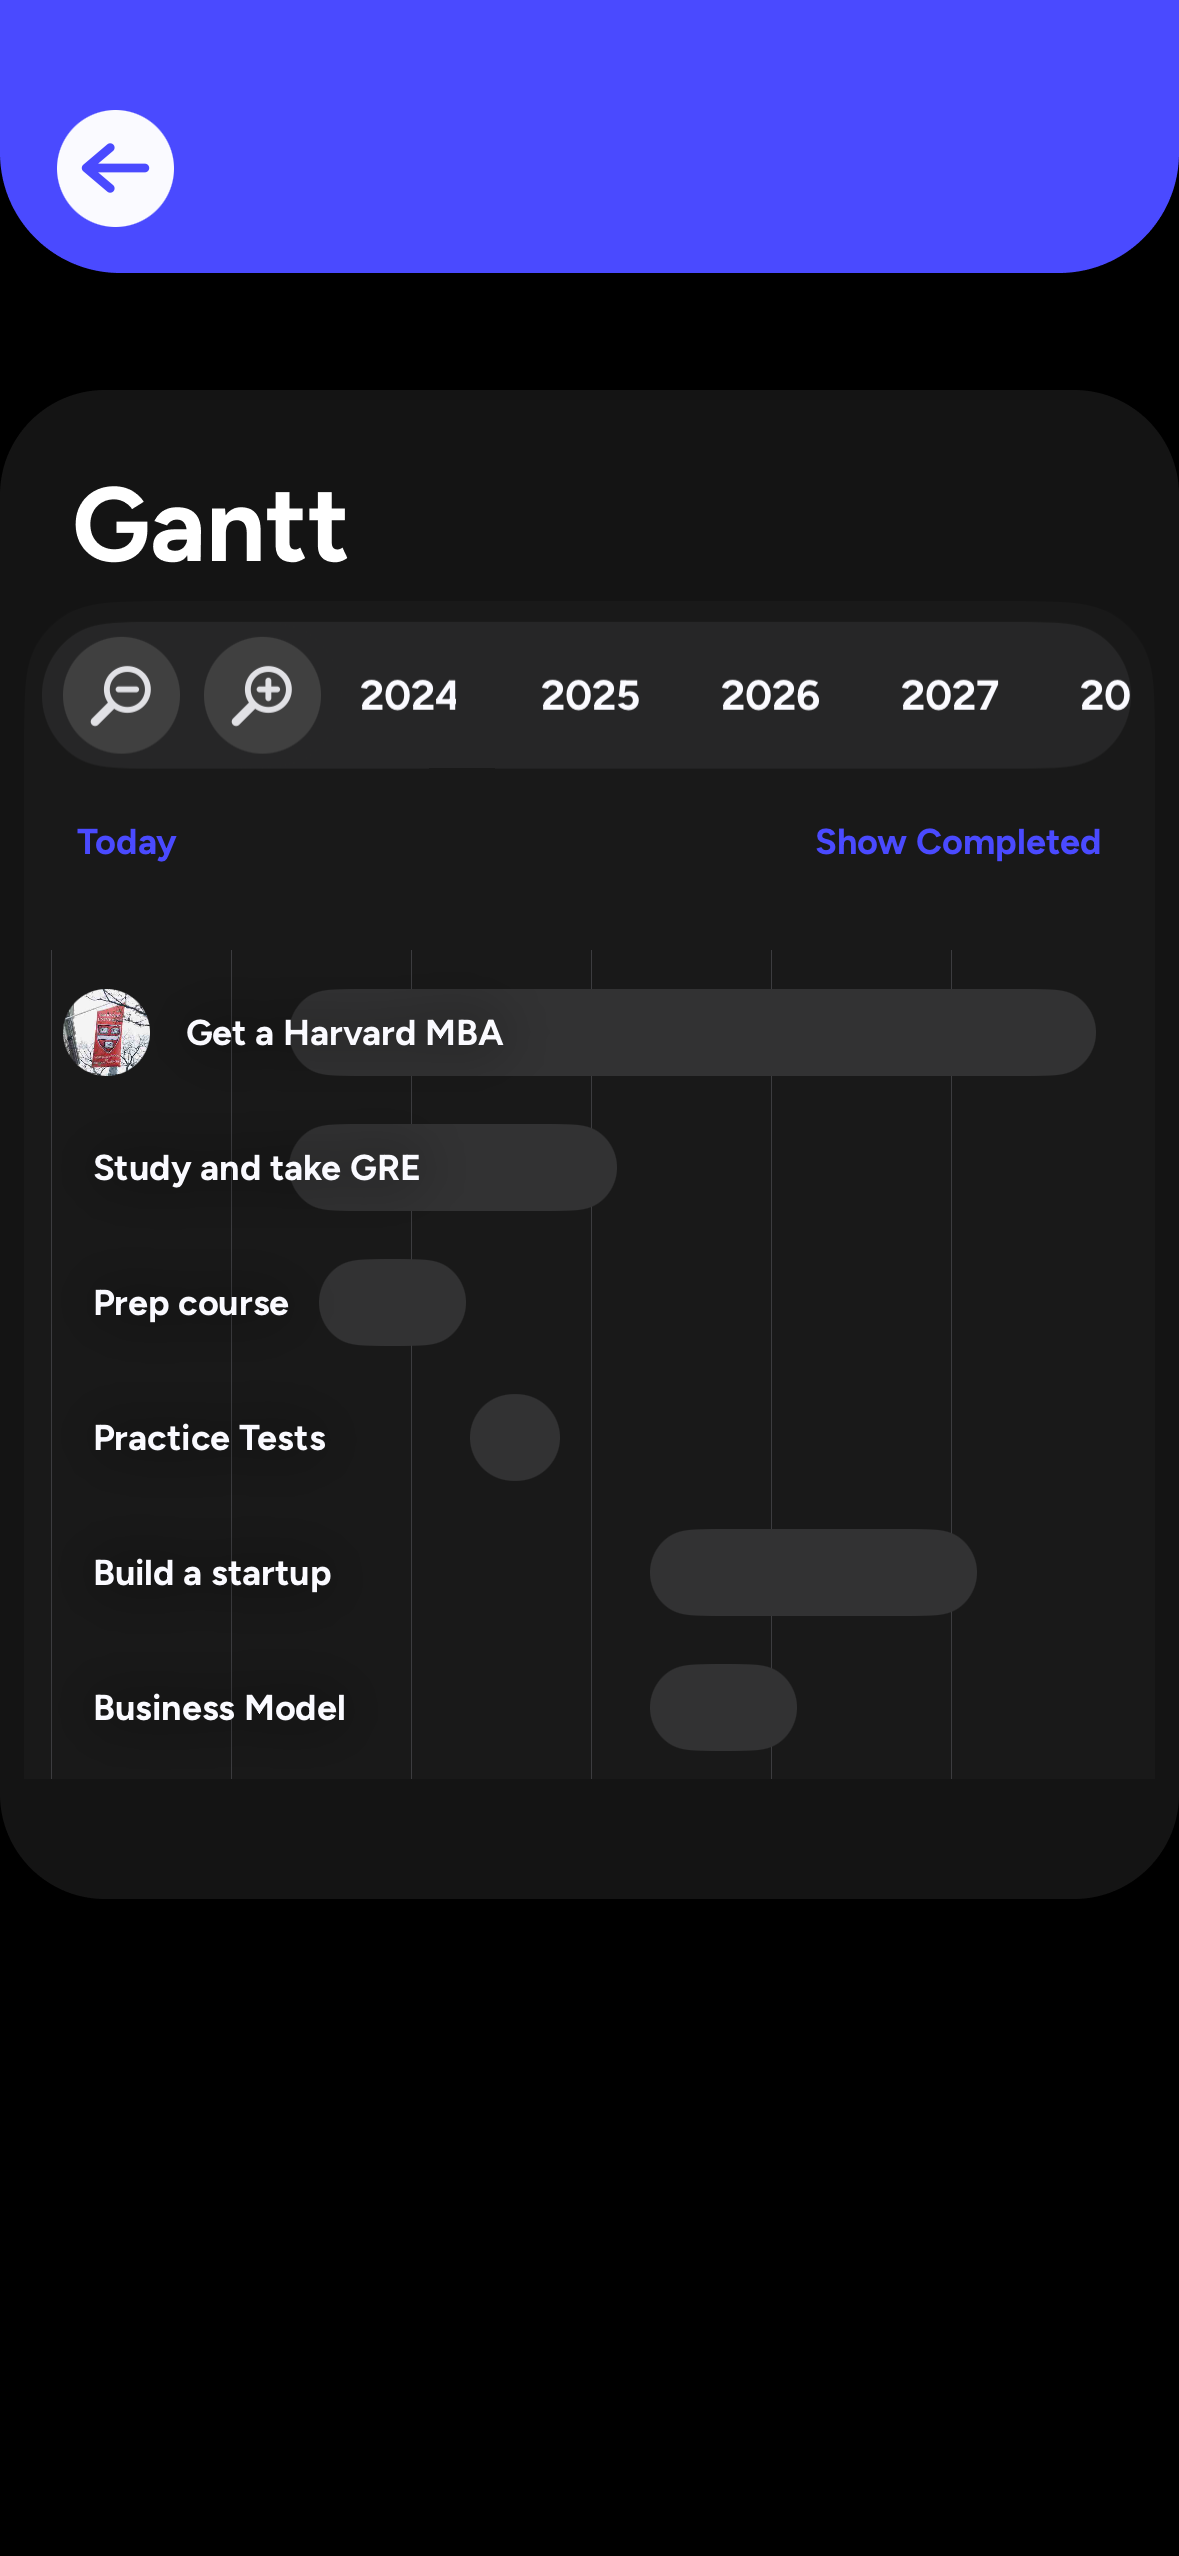 Gantt
2024 2025 2026 2027 20
Today Show Completed
Get a Harvard MBA
Study and take GRE
Prep course
Practice Tests
Build a startup
Business Model